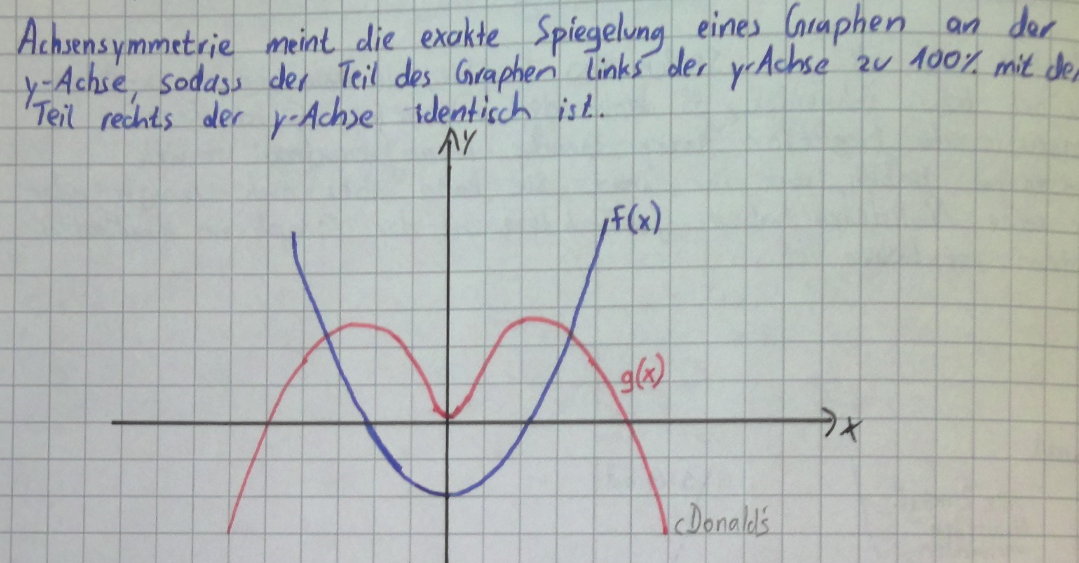 Achsensymmetrie meint die exakte Spiegelung eines Graphen an der
y-Achse, sodass der Teil des Graphen links der y-Achse zu 100% mit de
Teil rechts der y-Achse identisch ist.
y
f(x)
g(x)
x
cDonald's